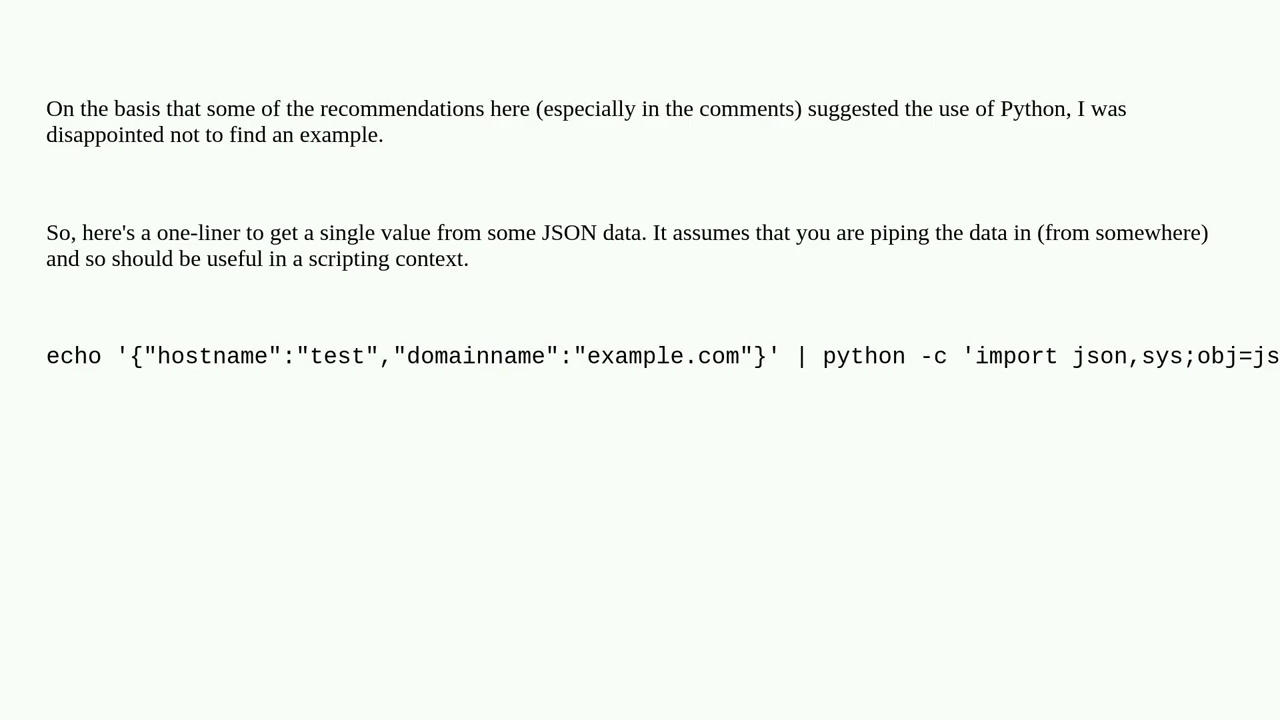 On the basis that some of the recommendations here (especially in the comments) suggested the use of Python, I was
disappointed not to find an example.
So, here's a one-liner to get a single value from some JSON data. It assumes that you are piping the data in (from somewhere)
and so should be useful in a scripting context.
echo '{"hostname":"test","domainname":"example.com"}' | python -c 'import json,sys;obj=js